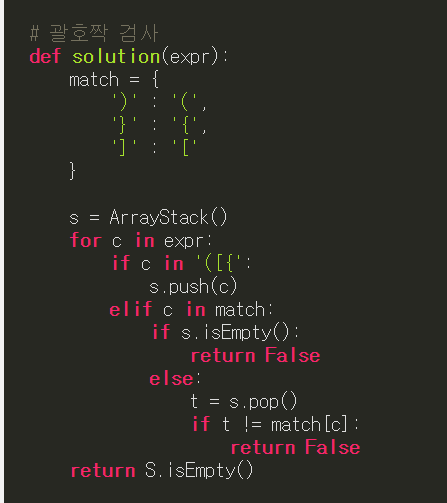 # 괄호짝 검사
def solution(expr):
    match = {
        ')' : '(',
        '}' : '{',
        ']' : '['
    }

    s = ArrayStack()
    for c in expr:
        if c in '([{':
            s.push(c)
        elif c in match:
            if s.isEmpty():
                return False
            else:
                t = s.pop()
                if t != match[c]:
                    return False
    return S.isEmpty()